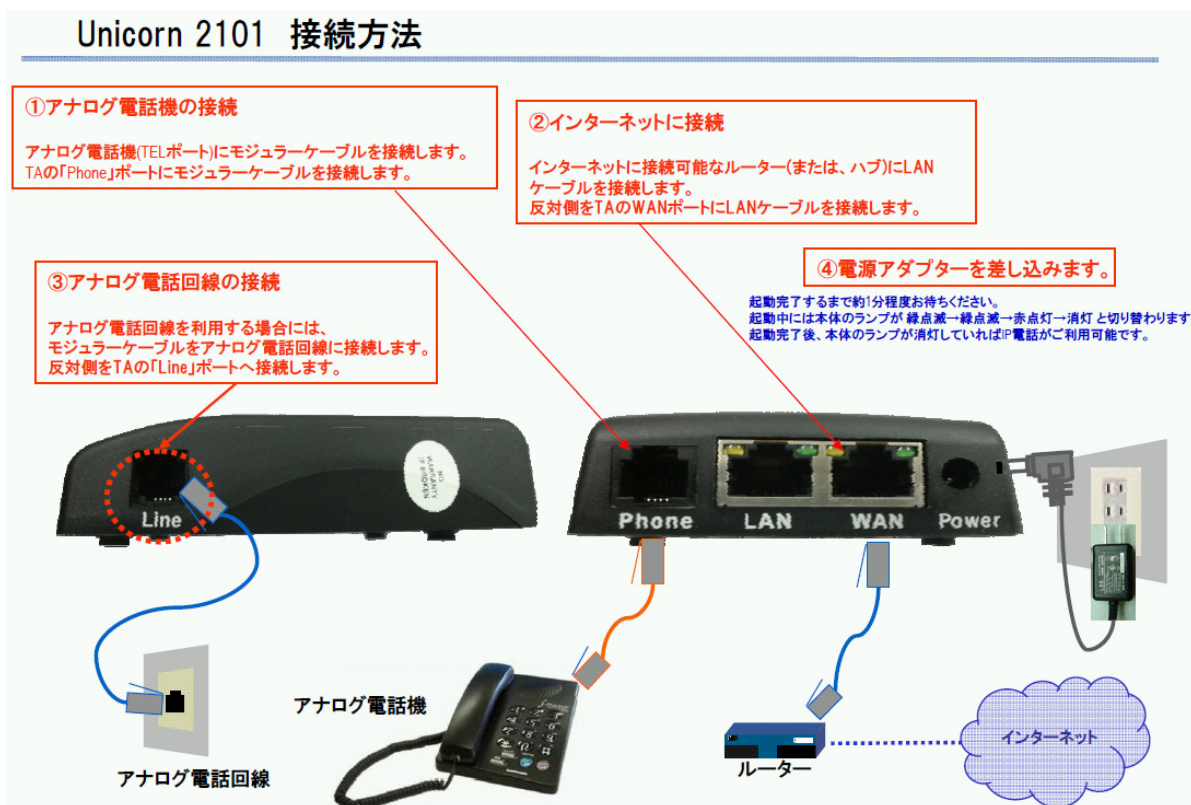 Unicorn 2101 接続方法
①アナログ電話機の接続
アナログ電話機(TELポート)にモジュラーケーブルを接続します。
TAの「Phone」ポートにモジュラーケーブルを接続します。
②インターネットに接続
インターネットに接続可能なルーター(または、ハブ)にLAN
ケーブルを接続します。
反対側をTAのWANポートにLANケーブルを接続します。
③アナログ電話回線の接続
アナログ電話回線を利用する場合には、
モジュラーケーブルをアナログ電話回線に接続します。
反対側をTAの「Line」ポートへ接続します。
④電源アダプターを差し込みます。
起動完了するまで約1分程度お待ちください。
起動中には本体のランプが 緑点滅→緑点滅→赤点灯→消灯 と切り替わります
起動完了後、本体のランプが消灯していればIP電話がご利用可能です。
NO
WARRANTY
IF BROKEN
Line
Phone
LAN
WAN
Power
アナログ電話機
アナログ電話回線
ルーター
インターネット